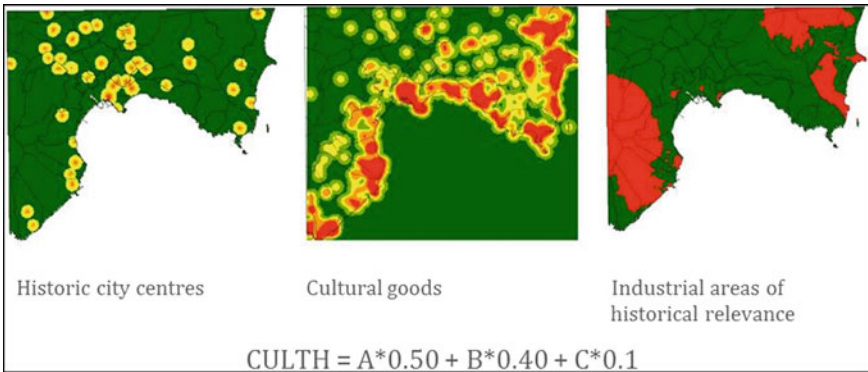 Historic city centres
Cultural goods
Industrial areas of
historical relevance
CULTH = A*0.50 + B*0.40 + C*0.1